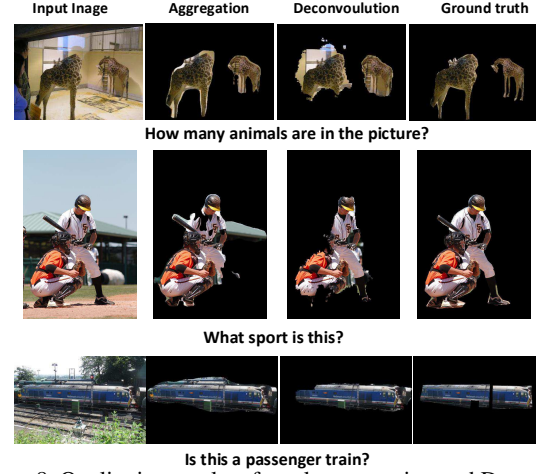 Input Image Aggregation Deconvoulution Ground truth
How many animals are in the picture?
What sport is this?
Is this a passenger train?